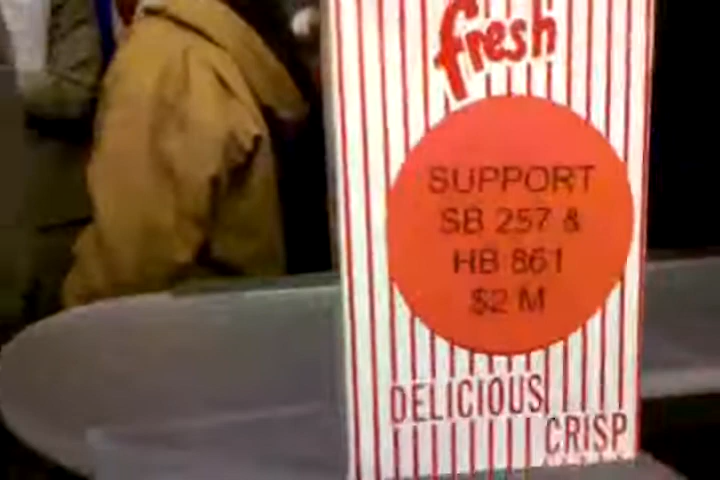 fresh
SUPPORT
SB 257 &
HB 861
$2 M
DELICIOUS
CRISP